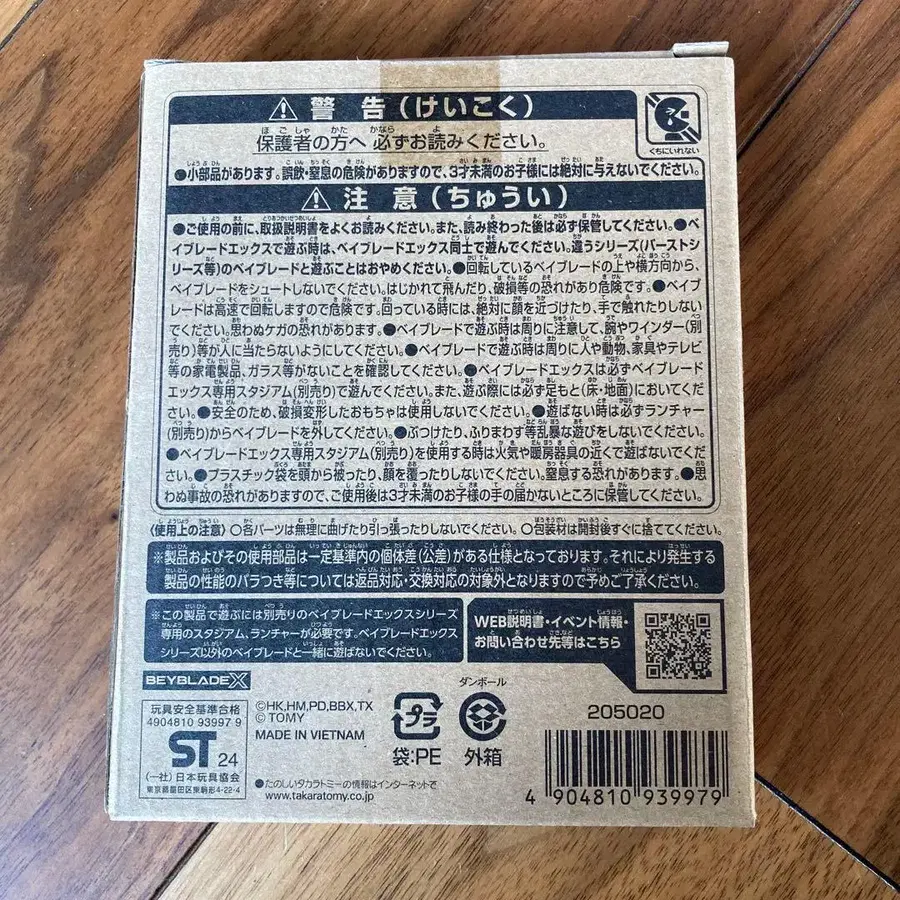 ⚠ 警告(けいこく)
保護者の方へ 必ずお読みください。
くちにいれない
●小部品があります。誤飲・窒息の危険がありますので、3才未満のお子様には絶対に与えないでください。
⚠ 注意(ちゅうい)
●ご使用の前に、取扱説明書をよくお読みください。また、読み終わった後は必ず保管してください。●ベ
イブレードエックスで遊ぶ時は、ベイブレードエックス同士で遊んでください。違うシリーズ(バーストシ
リーズ等)のベイブレードと遊ぶことはおやめください。●回転しているベイブレードの上や横方向から、
ベイブレードをシュートしないでください。はじかれて飛んだり、破損等の恐れがあり危険です。●ベイブ
レードは高速で回転しますので危険です。回っている時には、絶対に顔を近づけたり、手で触れたりしない
でください。思わぬケガの恐れがあります。●ベイブレードで遊ぶ時は周りに注意して、腕やワインダー(別
売り)等が人に当たらないようにしてください。●ベイブレードで遊ぶ時は周りに人や動物、家具やテレビ
等の家電製品、ガラス等がないことを確認してください。●ベイブレードエックスは必ずベイブレード
エックス専用スタジアム(別売り)で遊んでください。また、遊ぶ際には必ず足もと(床・地面)においてくだ
さい。●安全のため、破損変形したおもちゃは使用しないでください。●遊ばない時は必ずランチャー
(別売り)からベイブレードを外してください。●ぶつけたり、ふりまわす等乱暴な遊びをしないでください。
●ベイブレードエックス専用スタジアム(別売り)を使用する時は火気や暖房器具の近くで遊ばないでくだ
さい。●プラスチック袋を頭から被ったり、顔を覆ったりしないでください。窒息する恐れがあります。●思
わぬ事故の恐れがありますので、ご使用後は3才未満のお子様の手の届かないところに保管してください。
〈使用上の注意〉○各パーツは無理に曲げたり引っ張ったりしないでください。○包装材は開封後すぐに捨ててください。
※製品およびその使用部品は一定基準内の個体差(公差)がある仕様となっております。それにより発生する
製品の性能のバラつき等については返品対応・交換対応の対象外となりますので予めご了承ください。
※この製品で遊ぶには別売りのベイブレードエックスシリーズ
専用のスタジアム、ランチャーが必要です。ベイブレードエックス
シリーズ以外のベイブレードと一緒に遊ばないでください。
WEB説明書・イベント情報・
お問い合わせ先等はこちら
BEYBLADE X
玩具安全基準合格
4904810 93997 9
ST 24
(一社)日本玩具協会
東京都墨田区東駒形4-22-4
©HK,HM,PD,BBX,TX
© TOMY
MADE IN VIETNAM
プラ
袋:PE
ダンボール
外箱
●たのしいタカラトミーの情報はインターネットで
www.takaratomy.co.jp
205020
4 904810 939979